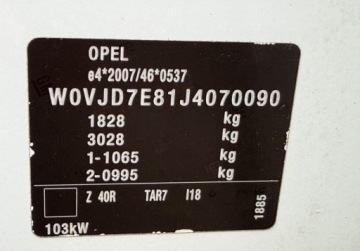 OPEL
e4*2007/46*0537
W0VJD7E81J4070090
1828 kg
3028 kg
1-1065 kg
2-0995 kg
Z 40R TAR7 I18
103kW
1885